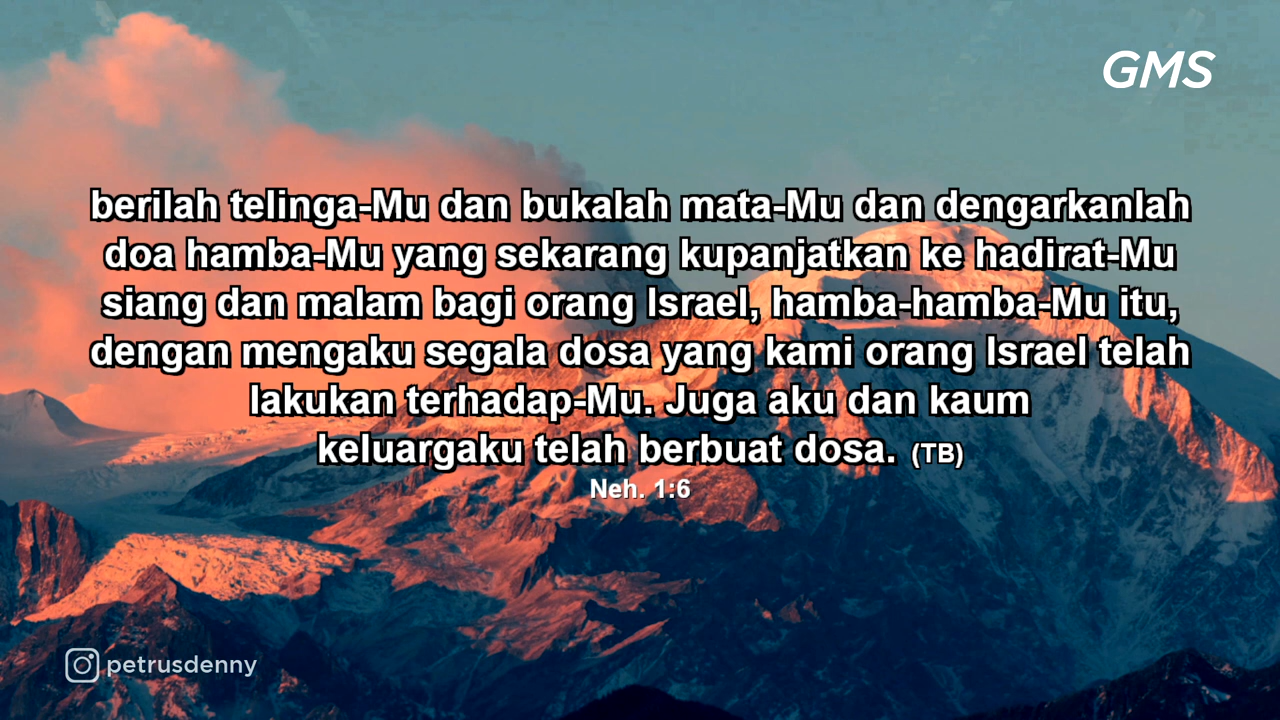 GMS
berilah telinga-Mu dan bukalah mata-Mu dan dengarkanlah
doa hamba-Mu yang sekarang kupanjatkan ke hadirat-Mu
siang dan malam bagi orang Israel, hamba-hamba-Mu itu,
dengan mengaku segala dosa yang kami orang Israel telah
lakukan terhadap-Mu. Juga aku dan kaum
keluargaku telah berbuat dosa. (TB)
Neh. 1:6
petrusdenny